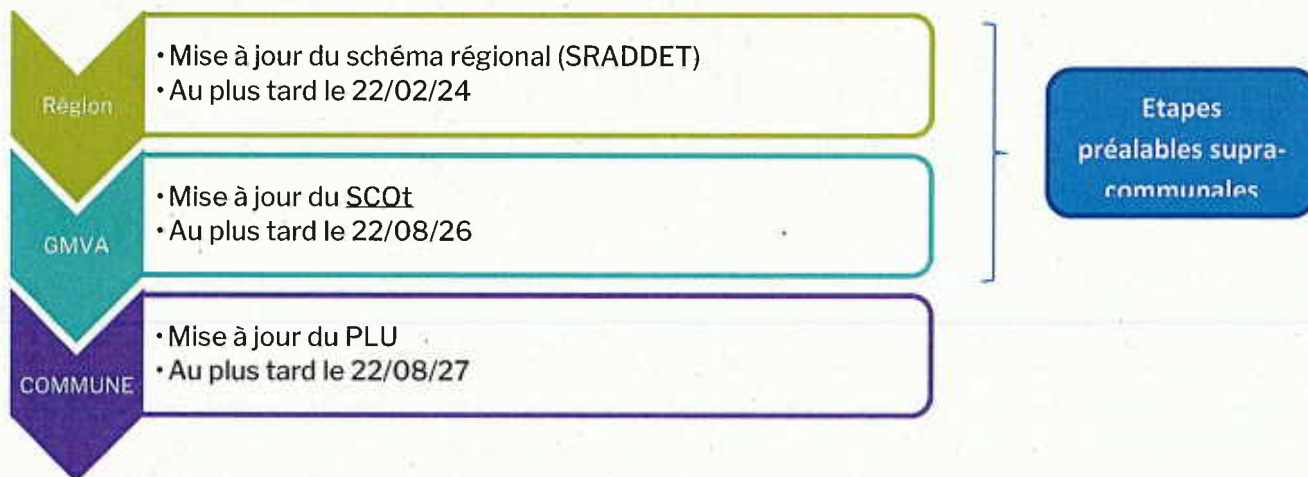 Région
• Mise à jour du schéma régional (SRADDET)
• Au plus tard le 22/02/24
GMVA
• Mise à jour du SCOt
• Au plus tard le 22/08/26
COMMUNE
• Mise à jour du PLU
• Au plus tard le 22/08/27
Etapes
préalables supra-
communales